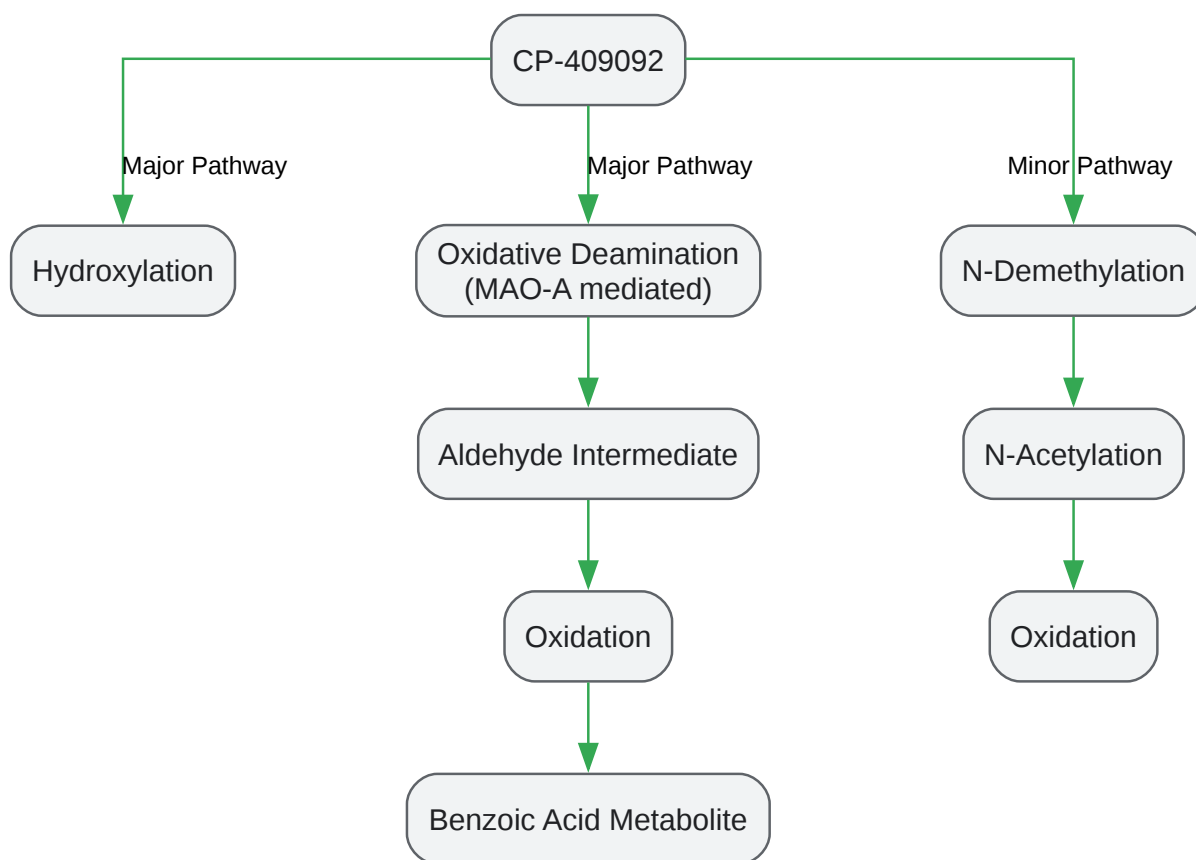 CP-409092
Major Pathway
Major Pathway
Minor Pathway
Hydroxylation
Oxidative Deamination
(MAO-A mediated)
N-Demethylation
Aldehyde Intermediate
N-Acetylation
Oxidation
Oxidation
Benzoic Acid Metabolite